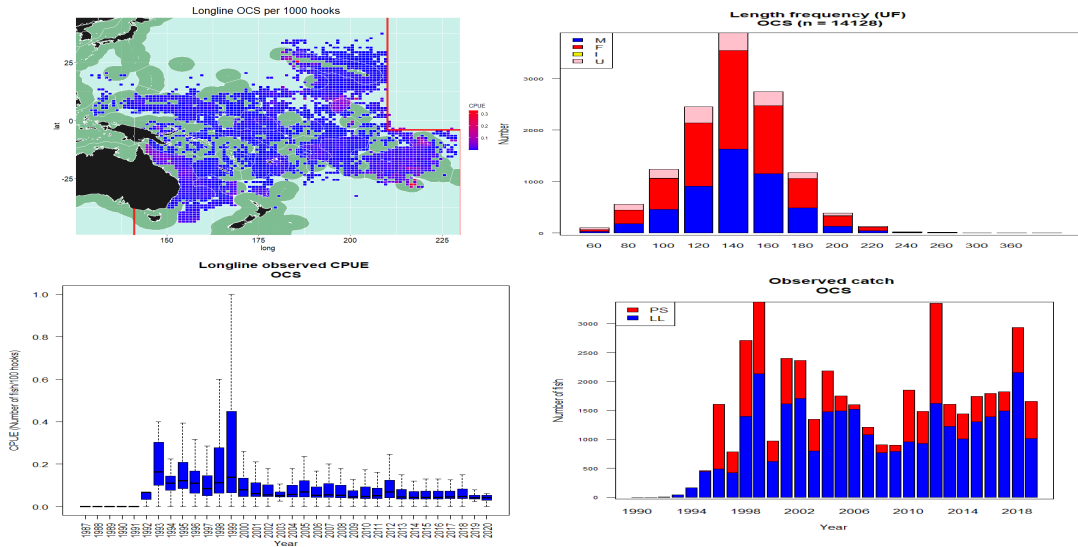 Longline OCS per 1000 hooks
25
0
-25
lat
150
175
200
225
long
CPUE
0.3
0.2
0.1
0.0
Length frequency (UF)
OCS (n = 14128)
M
F
I
U
3000
2000
1000
0
Number
60 80 100 120 140 160 180 200 220 240 260 300 360
Longline observed CPUE
OCS
1.0
0.8
0.6
0.4
0.2
0.0
CPUE (Number of fish/100 hooks)
1987 1988 1989 1990 1991 1992 1993 1994 1995 1996 1997 1998 1999 2000 2001 2002 2003 2004 2005 2006 2007 2008 2009 2010 2011 2012 2013 2014 2015 2016 2017 2018 2019 2020
Year
Observed catch
OCS
PS
LL
3000
2500
2000
1500
1000
500
0
Number of fish
1990 1994 1998 2002 2006 2010 2014 2018
Year